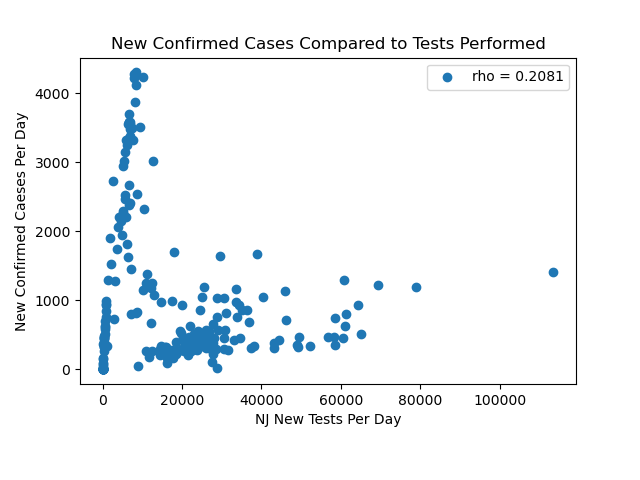 New Confirmed Cases Compared to Tests Performed
rho = 0.2081
New Confirmed Caeses Per Day
4000
3000
2000
1000
0
0 20000 40000 60000 80000 100000
NJ New Tests Per Day